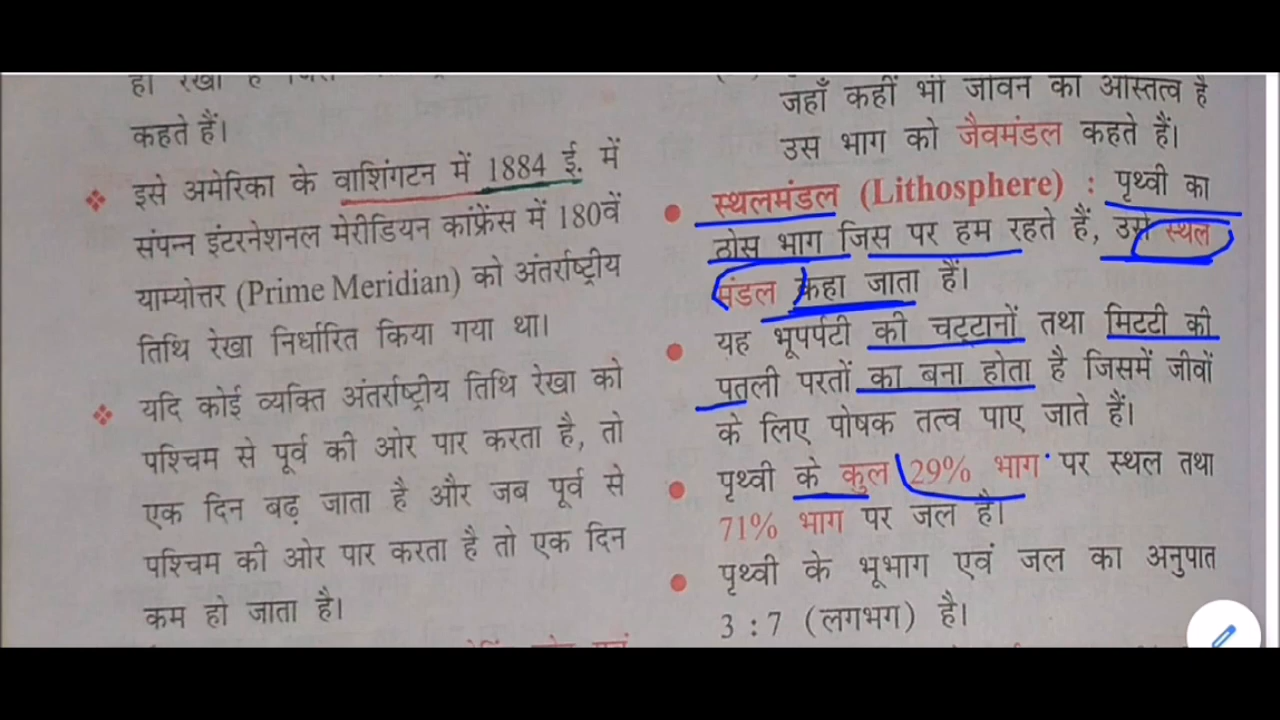 कहते हैं।
इसे अमेरिका के वाशिंगटन में 1884 ई. में
संपन्न इंटरनेशनल मेरीडियन कांफ्रेंस में 180वें
याम्योत्तर (Prime Meridian) को अंतर्राष्ट्रीय
तिथि रेखा निर्धारित किया गया था।
यदि कोई व्यक्ति अंतर्राष्ट्रीय तिथि रेखा को
पश्चिम से पूर्व की ओर पार करता है, तो
एक दिन बढ़ जाता है और जब पूर्व से
पश्चिम की ओर पार करता है तो एक दिन
कम हो जाता है।
जहाँ कहीं भी जीवन का अस्तित्व है
उस भाग को जैवमंडल कहते हैं।
स्थलमंडल (Lithosphere) : पृथ्वी का
ठोस भाग जिस पर हम रहते हैं, उसे स्थल
मंडल कहा जाता हैं।
यह भूपर्पटी की चट्टानों तथा मिटटी की
पतली परतों का बना होता है जिसमें जीवों
के लिए पोषक तत्व पाए जाते हैं।
पृथ्वी के कुल 29% भाग पर स्थल तथा
71% भाग पर जल है।
पृथ्वी के भूभाग एवं जल का अनुपात
3 : 7 (लगभग) है।